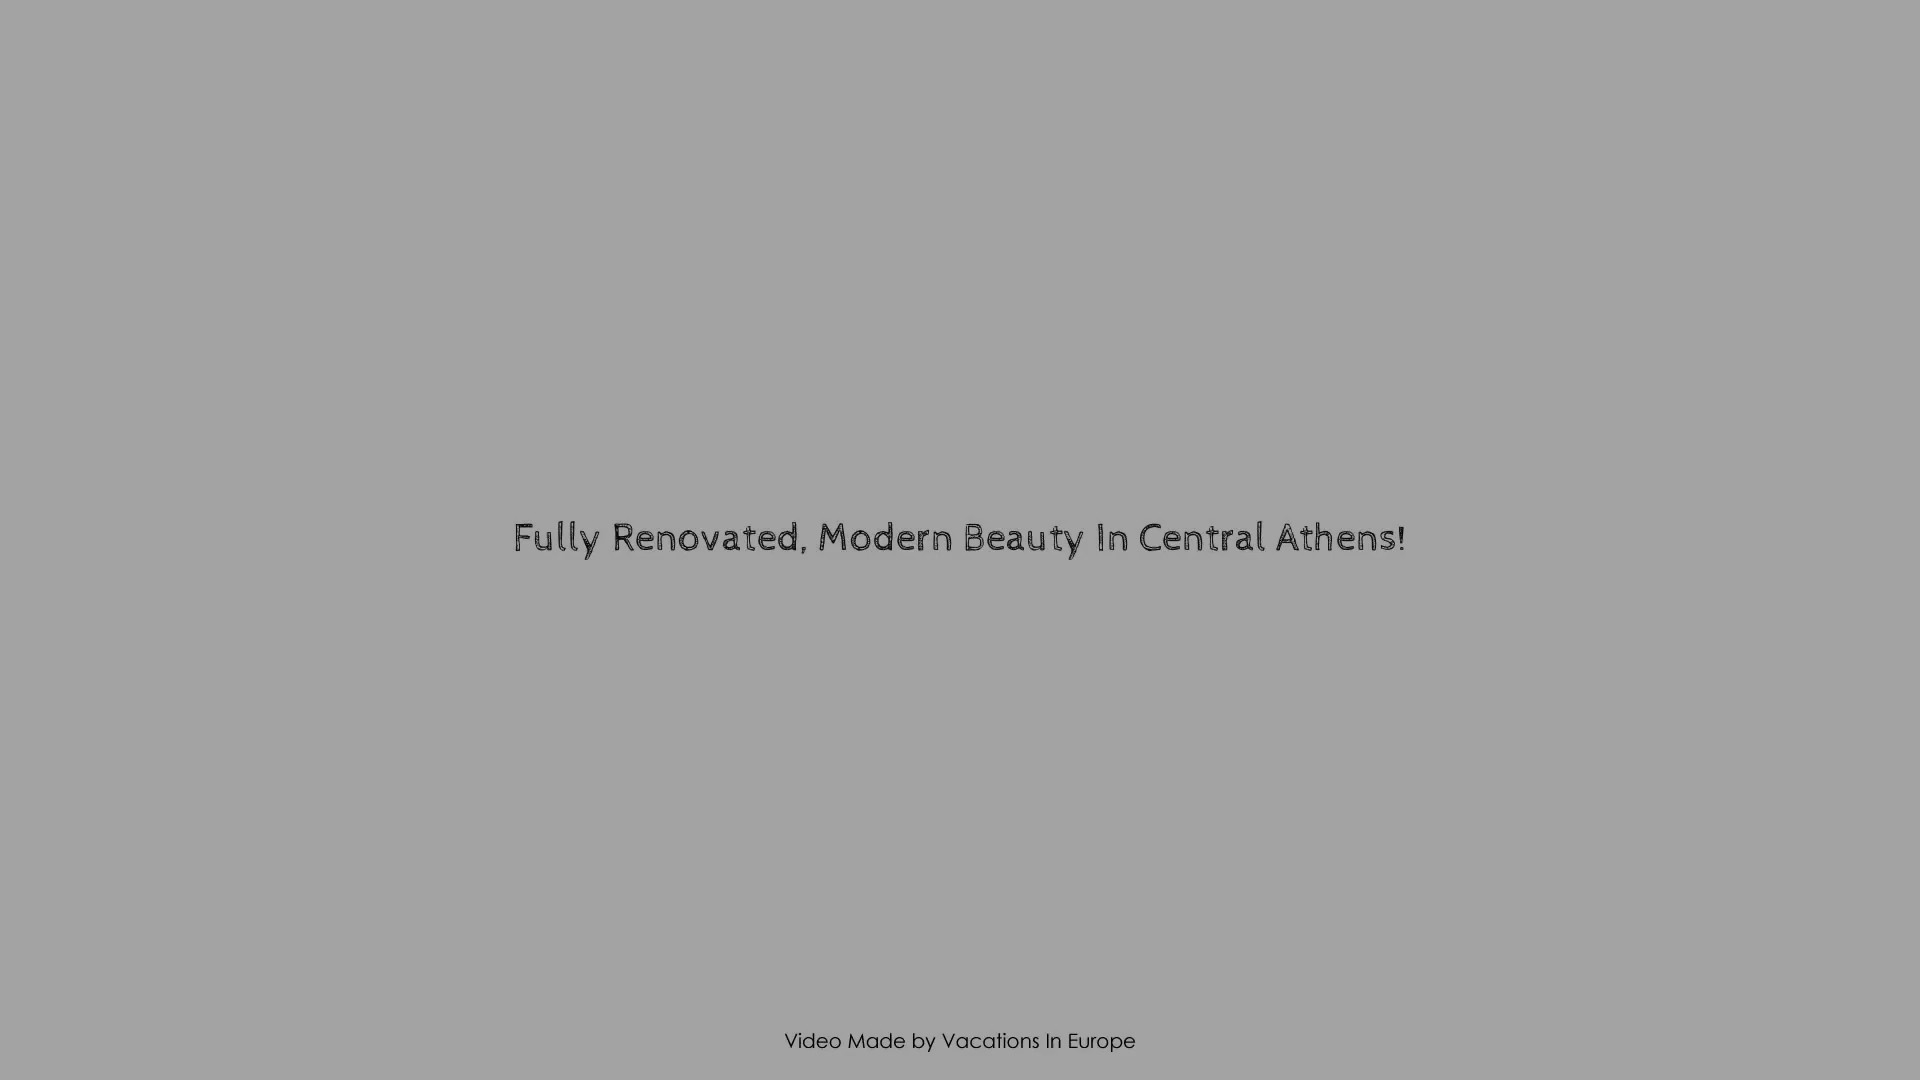 Fully Renovated, Modern Beauty In Central Athens!
Video Made by Vacations In Europe